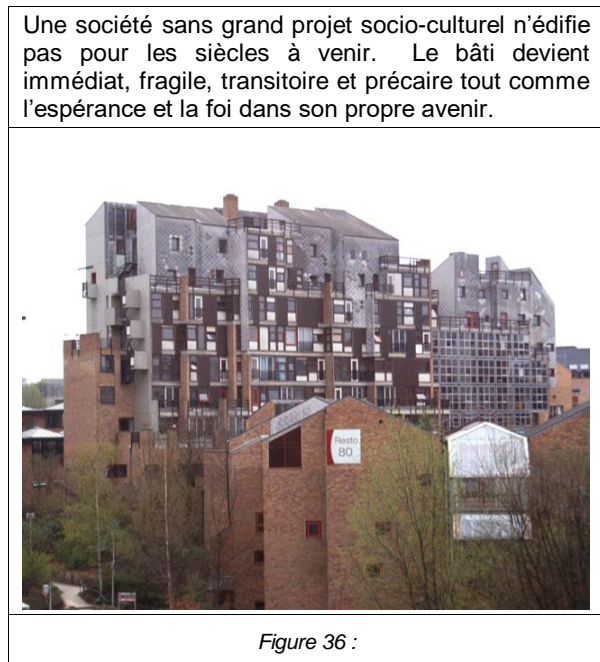 Une société sans grand projet socio-culturel n’édifie
pas pour les siècles à venir. Le bâti devient
immédiat, fragile, transitoire et précaire tout comme
l’espérance et la foi dans son propre avenir.
Resto
80
Figure 36 :